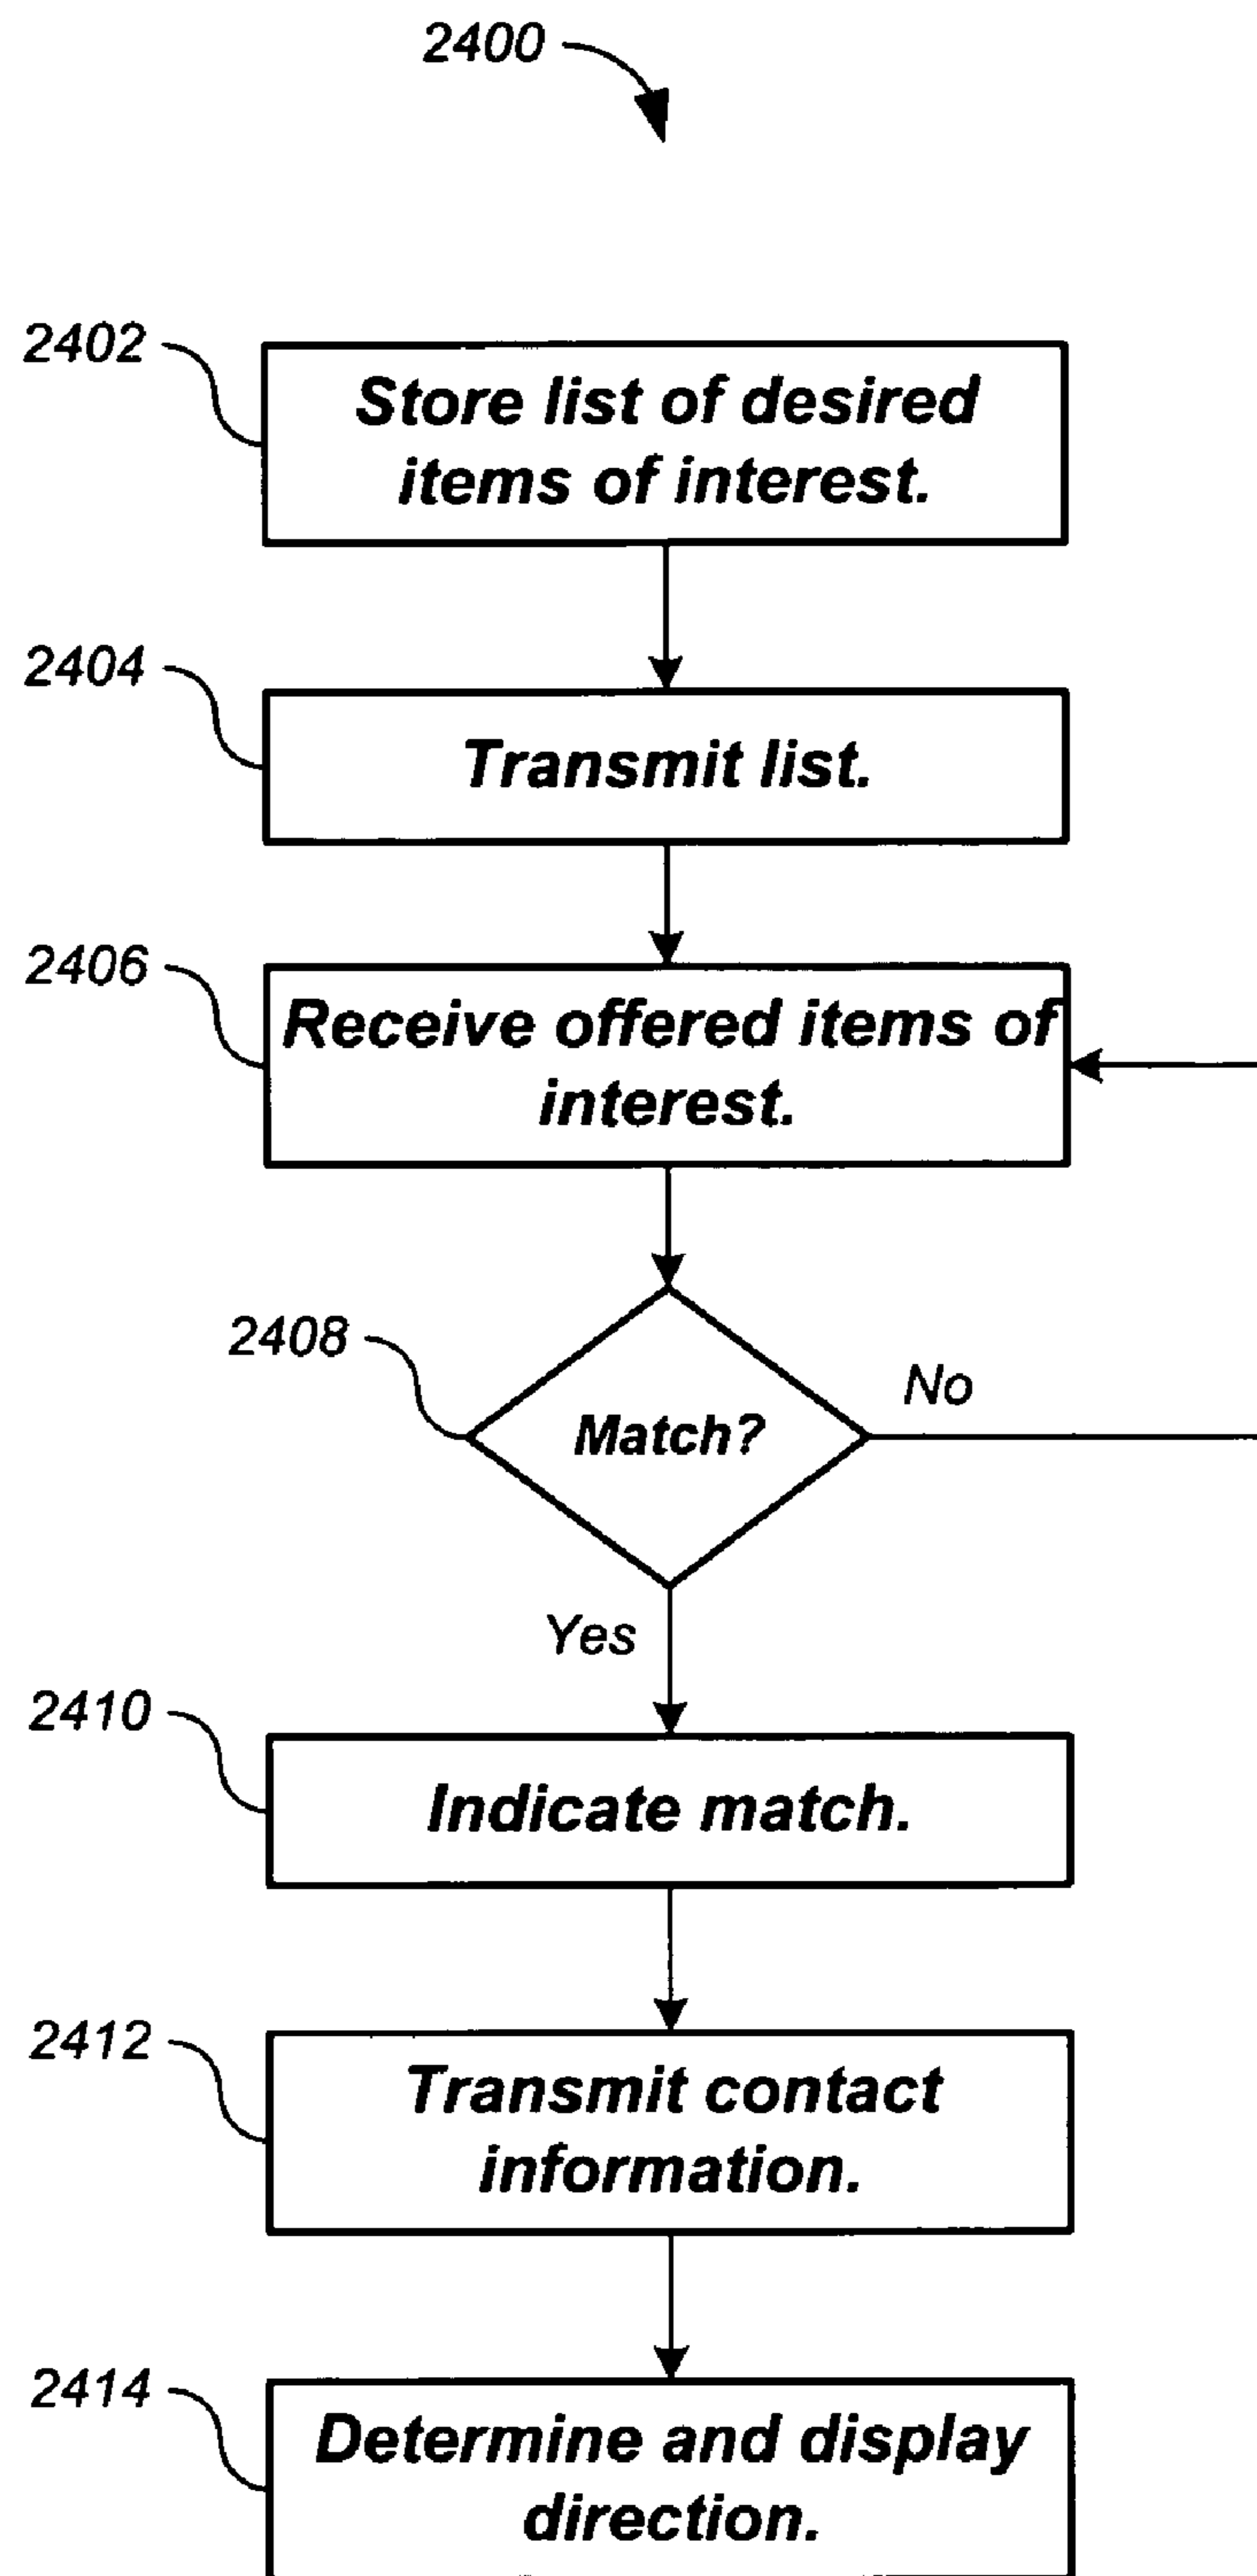 2400
2402
Store list of desired
items of interest.
2404
Transmit list.
2406
Receive offered items of
interest.
2408
Match?
No
Yes
2410
Indicate match.
2412
Transmit contact
information.
2414
Determine and display
direction.